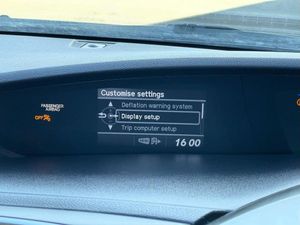 Customise settings
Deflation warning system
PASSENGER
AIRBAG
Display setup
OFF
Trip computer setup
16:00